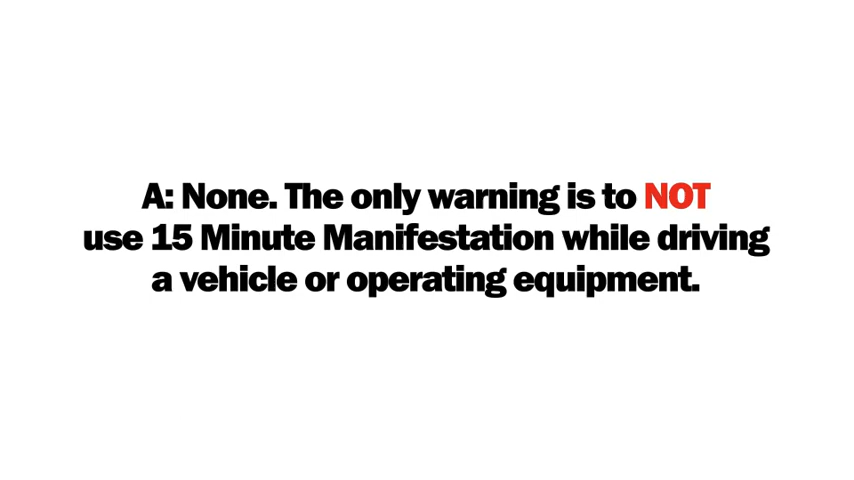 A: None. The only warning is to NOT
use 15 Minute Manifestation while driving
a vehicle or operating equipment.